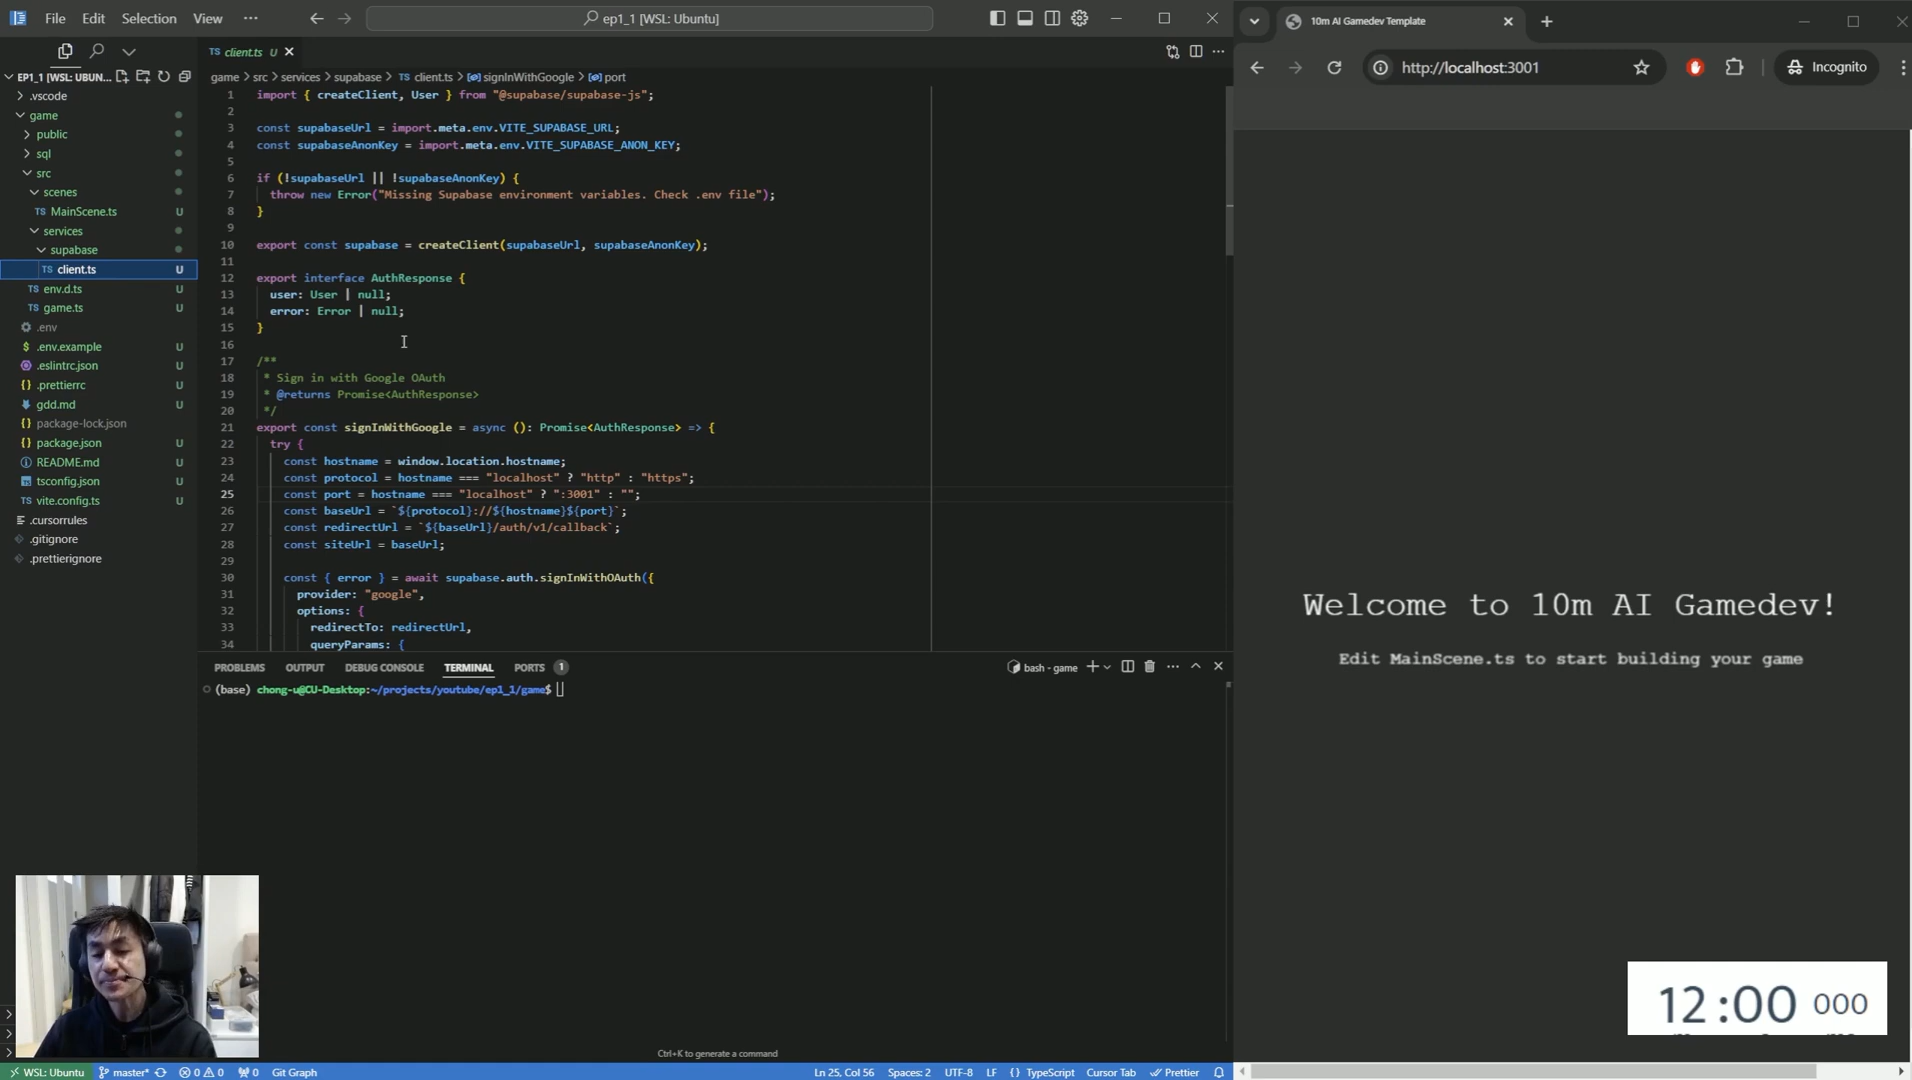 File Edit Selection View ··· ep1_1 [WSL: Ubuntu]
EP1_1 [WSL: UBUN...
.vscode
game
public
sql
src
scenes
TS MainScene.ts U
services
supabase
TS client.ts U
TS env.d.ts U
TS game.ts U
.env
$ .env.example U
.eslintrc.json U
{} .prettierrc U
gdd.md U
{} package-lock.json
{} package.json U
README.md U
tsconfig.json U
vite.config.ts U
.cursorrules
.gitignore
.prettierignore
TS client.ts U
game > src > services > supabase > TS client.ts > signInWithGoogle > port
1 import { createClient, User } from "@supabase/supabase-js";
2
3 const supabaseUrl = import.meta.env.VITE_SUPABASE_URL;
4 const supabaseAnonKey = import.meta.env.VITE_SUPABASE_ANON_KEY;
5
6 if (!supabaseUrl || !supabaseAnonKey) {
7 throw new Error("Missing Supabase environment variables. Check .env file");
8 }
9
10 export const supabase = createClient(supabaseUrl, supabaseAnonKey);
11
12 export interface AuthResponse {
13 user: User | null;
14 error: Error | null;
15 }
16
17 /**
18 * Sign in with Google OAuth
19 * @returns Promise<AuthResponse>
20 */
21 export const signInWithGoogle = async (): Promise<AuthResponse> => {
22 try {
23 const hostname = window.location.hostname;
24 const protocol = hostname === "localhost" ? "http" : "https";
25 const port = hostname === "localhost" ? ":3001" : "";
26 const baseUrl = `${protocol}://${hostname}${port}`;
27 const redirectUrl = `${baseUrl}/auth/v1/callback`;
28 const siteUrl = baseUrl;
29
30 const { error } = await supabase.auth.signInWithOAuth({
31 provider: "google",
32 options: {
33 redirectTo: redirectUrl,
34 queryParams: {
PROBLEMS OUTPUT DEBUG CONSOLE TERMINAL PORTS 1 bash - game
(base) chong-u@CU-Desktop:~/projects/youtube/ep1_1/game$
Ctrl+K to generate a command
WSL: Ubuntu master* 0 0 0 Git Graph Ln 25, Col 56 Spaces: 2 UTF-8 LF {} TypeScript Cursor Tab Prettier
10m AI Gamedev Template
http://localhost:3001 Incognito
Welcome to 10m AI Gamedev!
Edit MainScene.ts to start building your game
12:00 000